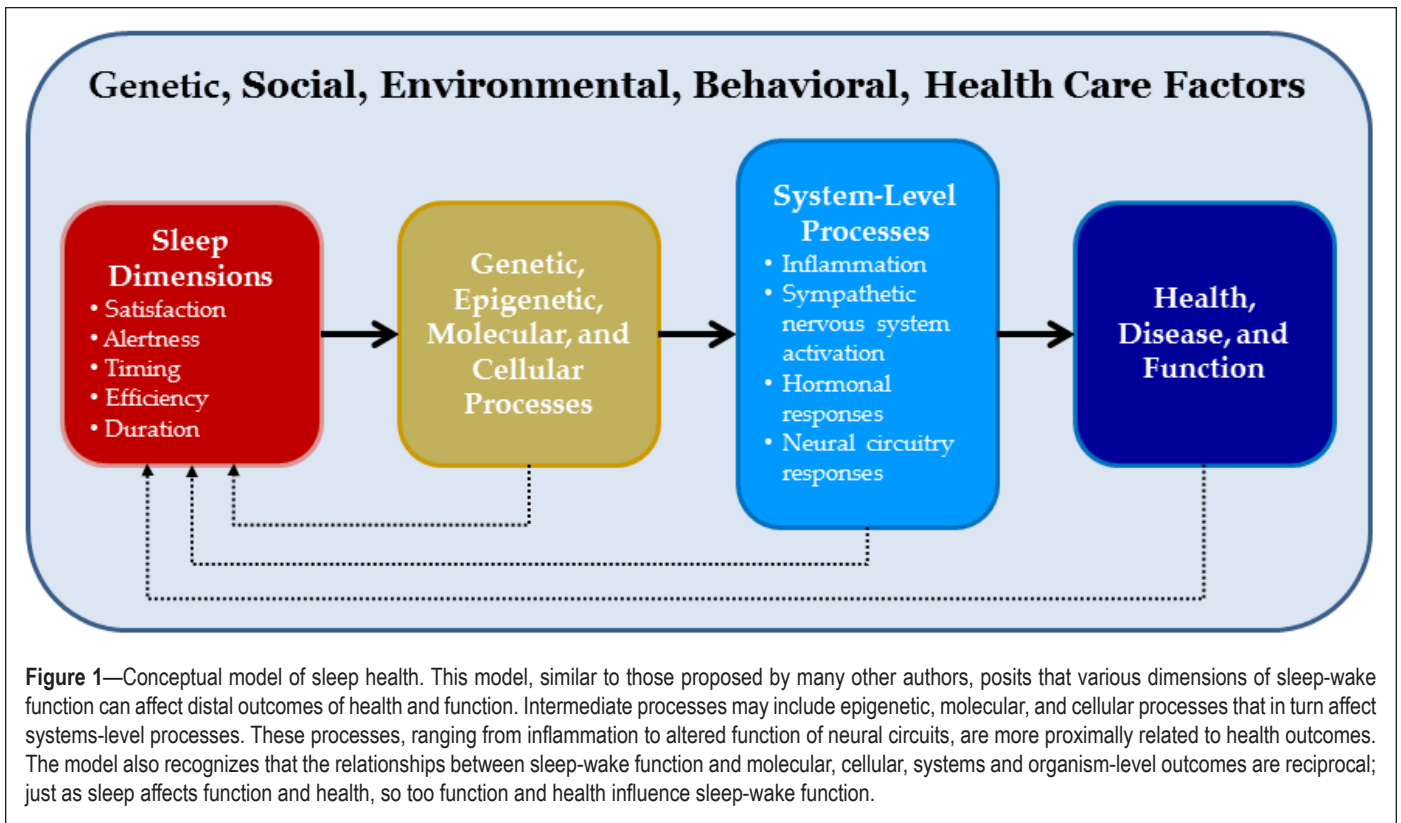 Genetic, Social, Environmental, Behavioral, Health Care Factors
Sleep
Dimensions
• Satisfaction
• Alertness
• Timing
• Efficiency
• Duration
Genetic,
Epigenetic,
Molecular, and
Cellular
Processes
System-Level
Processes
• Inflammation
• Sympathetic
nervous system
activation
• Hormonal
responses
• Neural circuitry
responses
Health,
Disease, and
Function
Figure 1—Conceptual model of sleep health. This model, similar to those proposed by many other authors, posits that various dimensions of sleep-wake
function can affect distal outcomes of health and function. Intermediate processes may include epigenetic, molecular, and cellular processes that in turn affect
systems-level processes. These processes, ranging from inflammation to altered function of neural circuits, are more proximally related to health outcomes.
The model also recognizes that the relationships between sleep-wake function and molecular, cellular, systems and organism-level outcomes are reciprocal;
just as sleep affects function and health, so too function and health influence sleep-wake function.